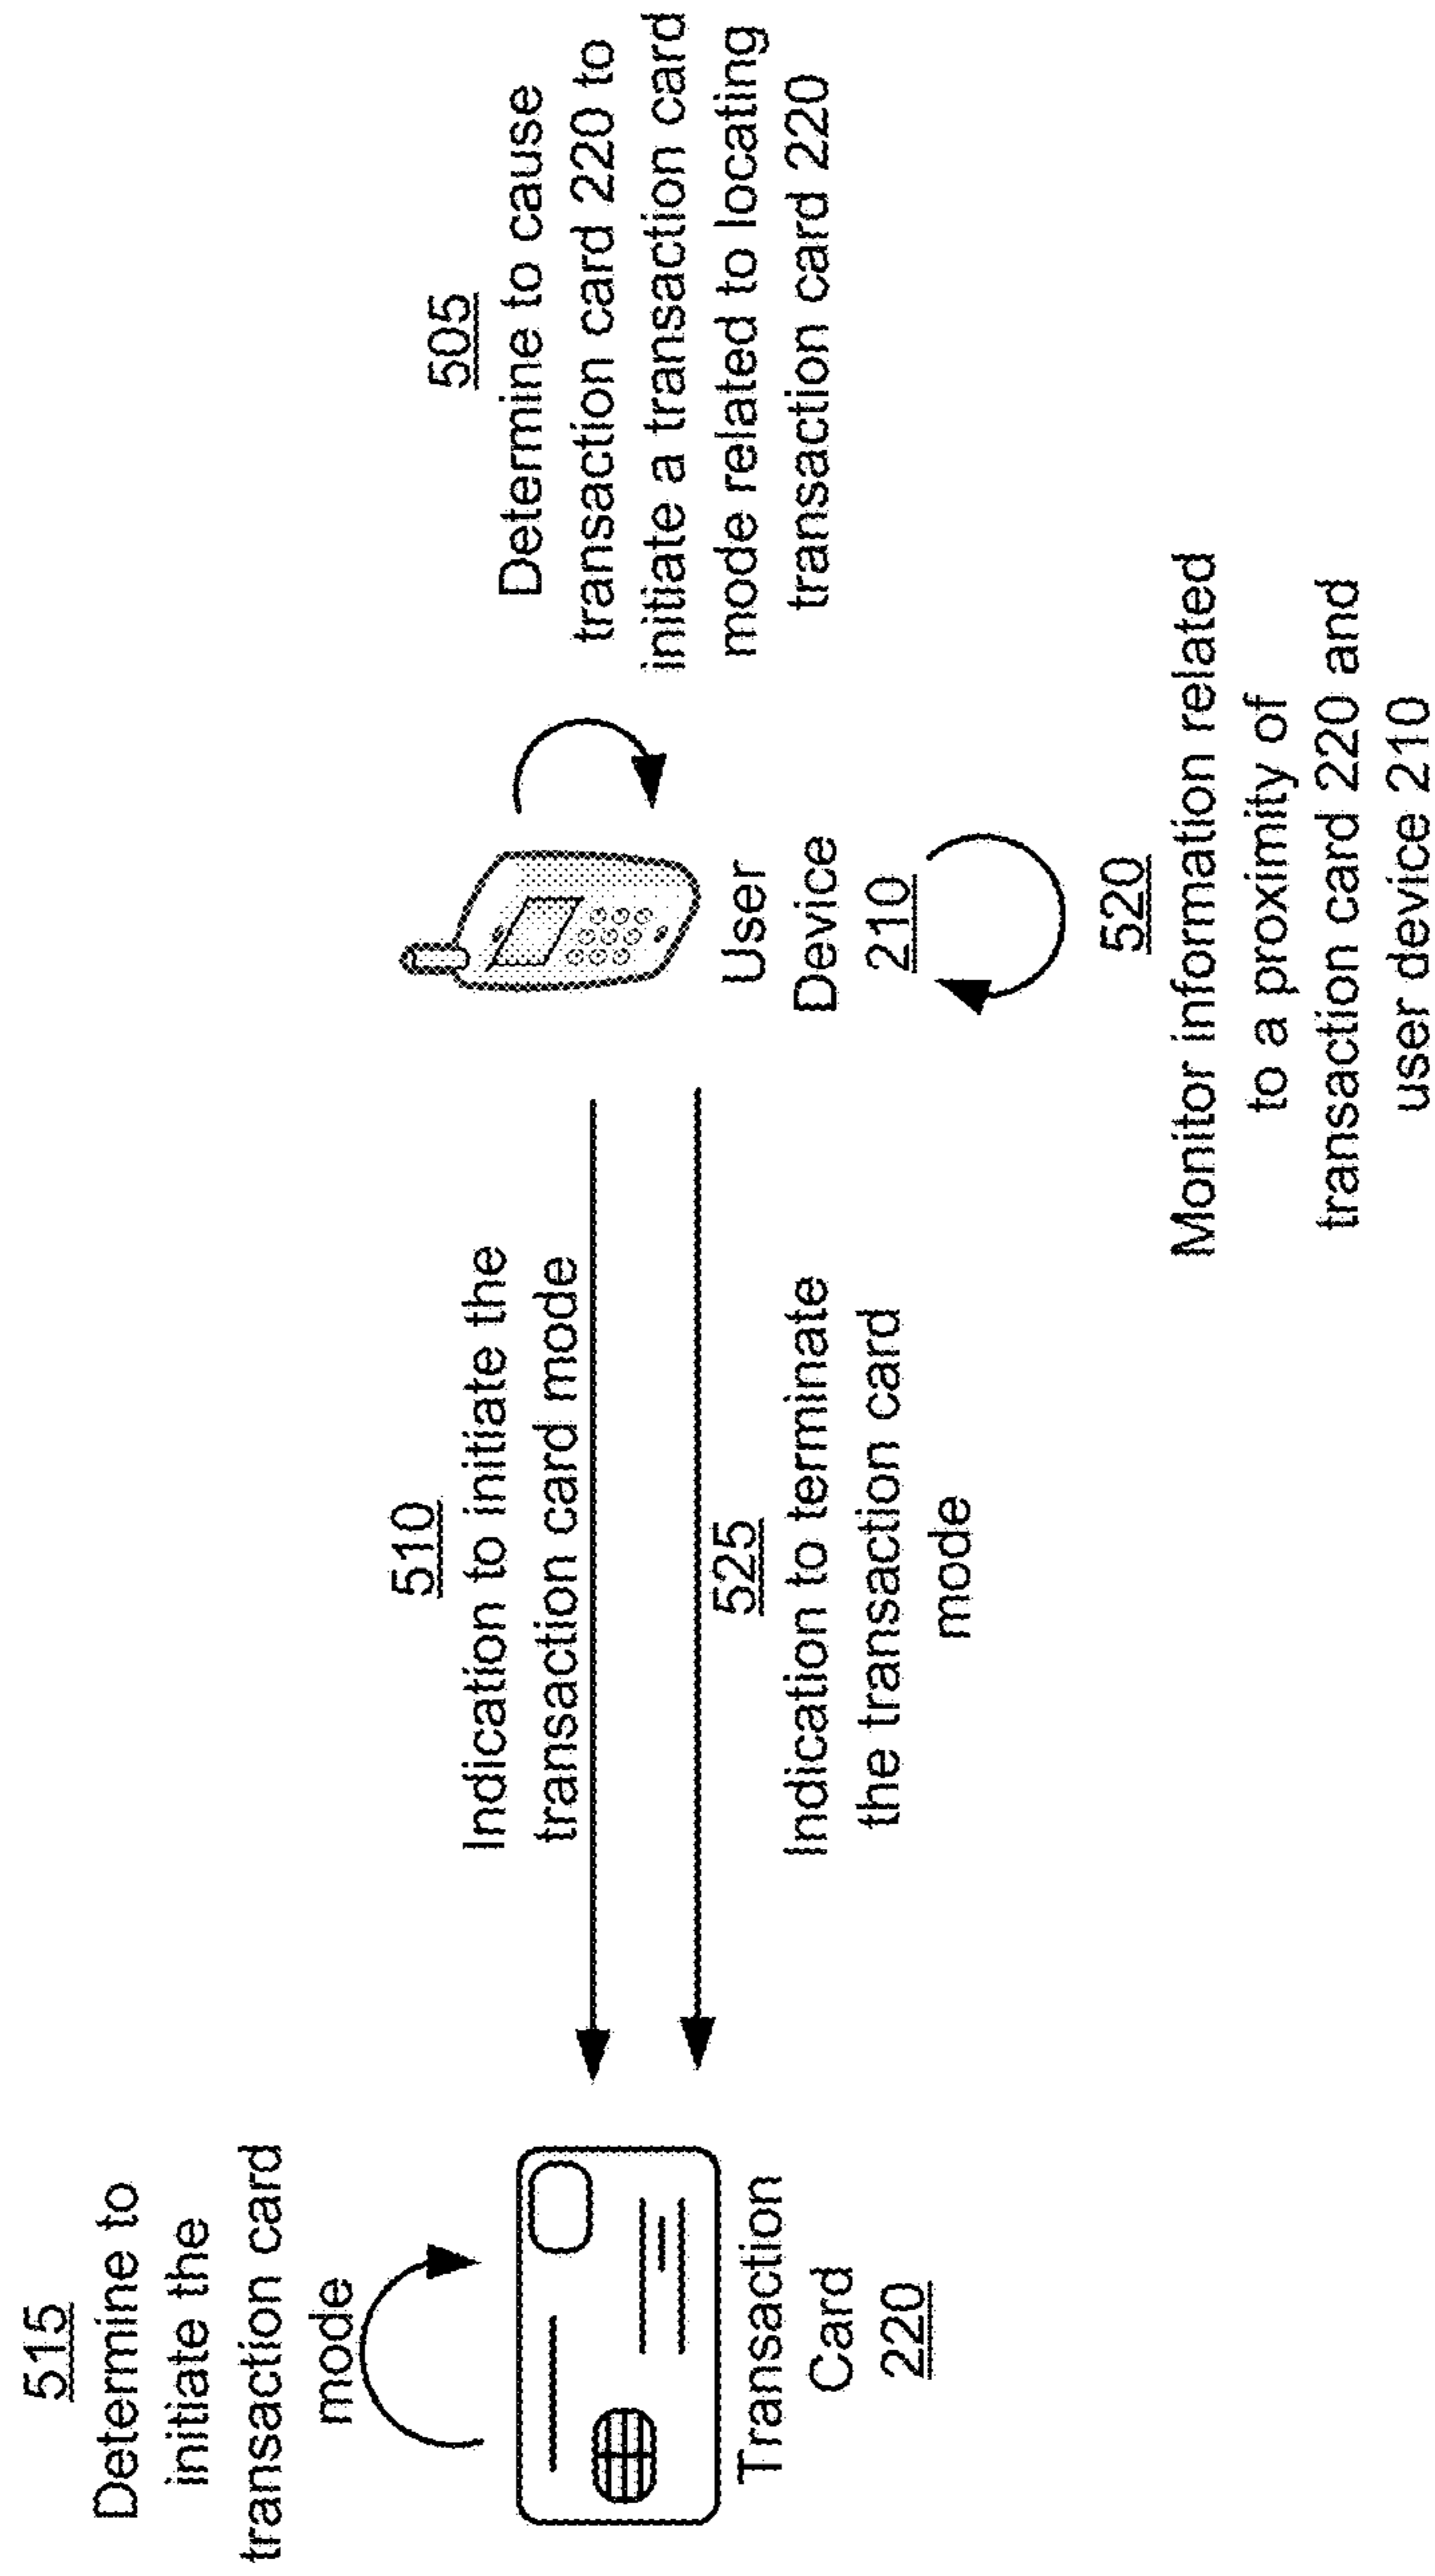 515
Determine to
initiate the
transaction card
mode
Transaction
Card
220
510
Indication to initiate the
transaction card mode
525
Indication to terminate
the transaction card
mode
User
Device
210
505
Determine to cause
transaction card 220 to
initiate a transaction card
mode related to locating
transaction card 220
520
Monitor information related
to a proximity of
transaction card 220 and
user device 210